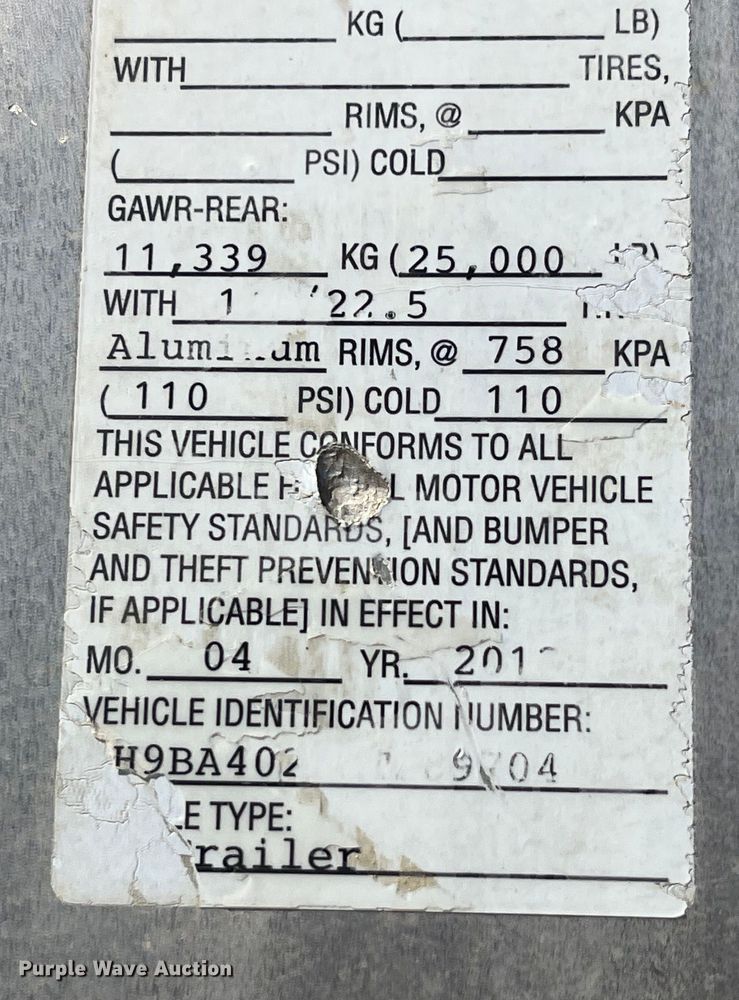 KG ( LB)
WITH TIRES,
RIMS, @ KPA
( PSI) COLD
GAWR-REAR:
11,339 KG (25,000
WITH 22.5
RIMS, @ 758 KPA
( 110 PSI) COLD 110
THIS VEHICLE CONFORMS TO ALL
APPLICABLE MOTOR VEHICLE
SAFETY STANDARDS, [AND BUMPER
AND THEFT PREVENTION STANDARDS,
IF APPLICABLE] IN EFFECT IN:
MO. 04 YR.
VEHICLE IDENTIFICATION NUMBER:
TYPE:
Purple Wave Auction